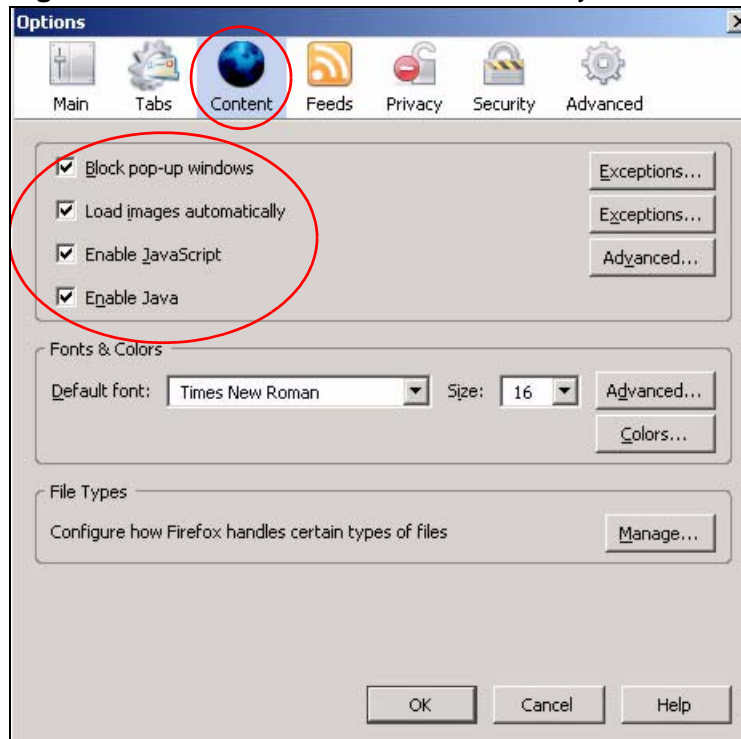 Options
Main Tabs Content Feeds Privacy Security Advanced
Block pop-up windows Exceptions...
Load images automatically Exceptions...
Enable JavaScript Advanced...
Enable Java
Fonts & Colors
Default font: Times New Roman Size: 16 Advanced...
Colors...
File Types
Configure how Firefox handles certain types of files Manage...
OK Cancel Help